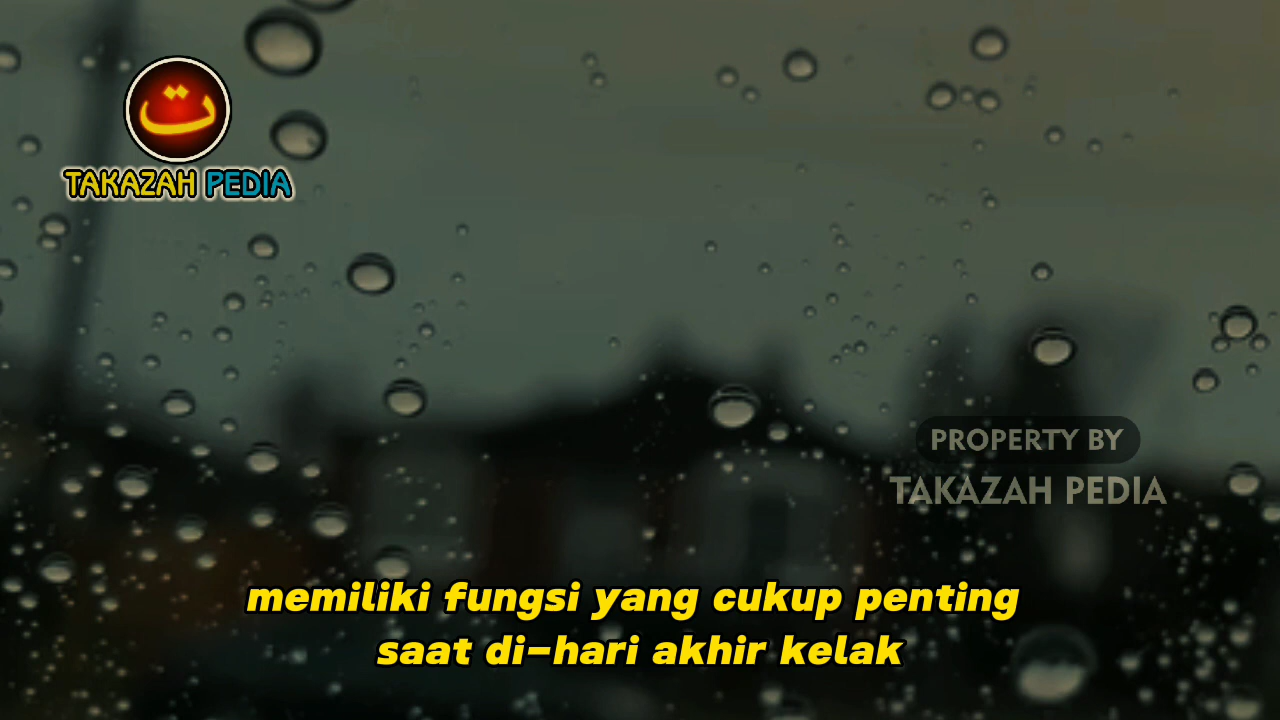 ت
TAKAZAH PEDIA
PROPERTY BY
TAKAZAH PEDIA
memiliki fungsi yang cukup penting
saat di-hari akhir kelak